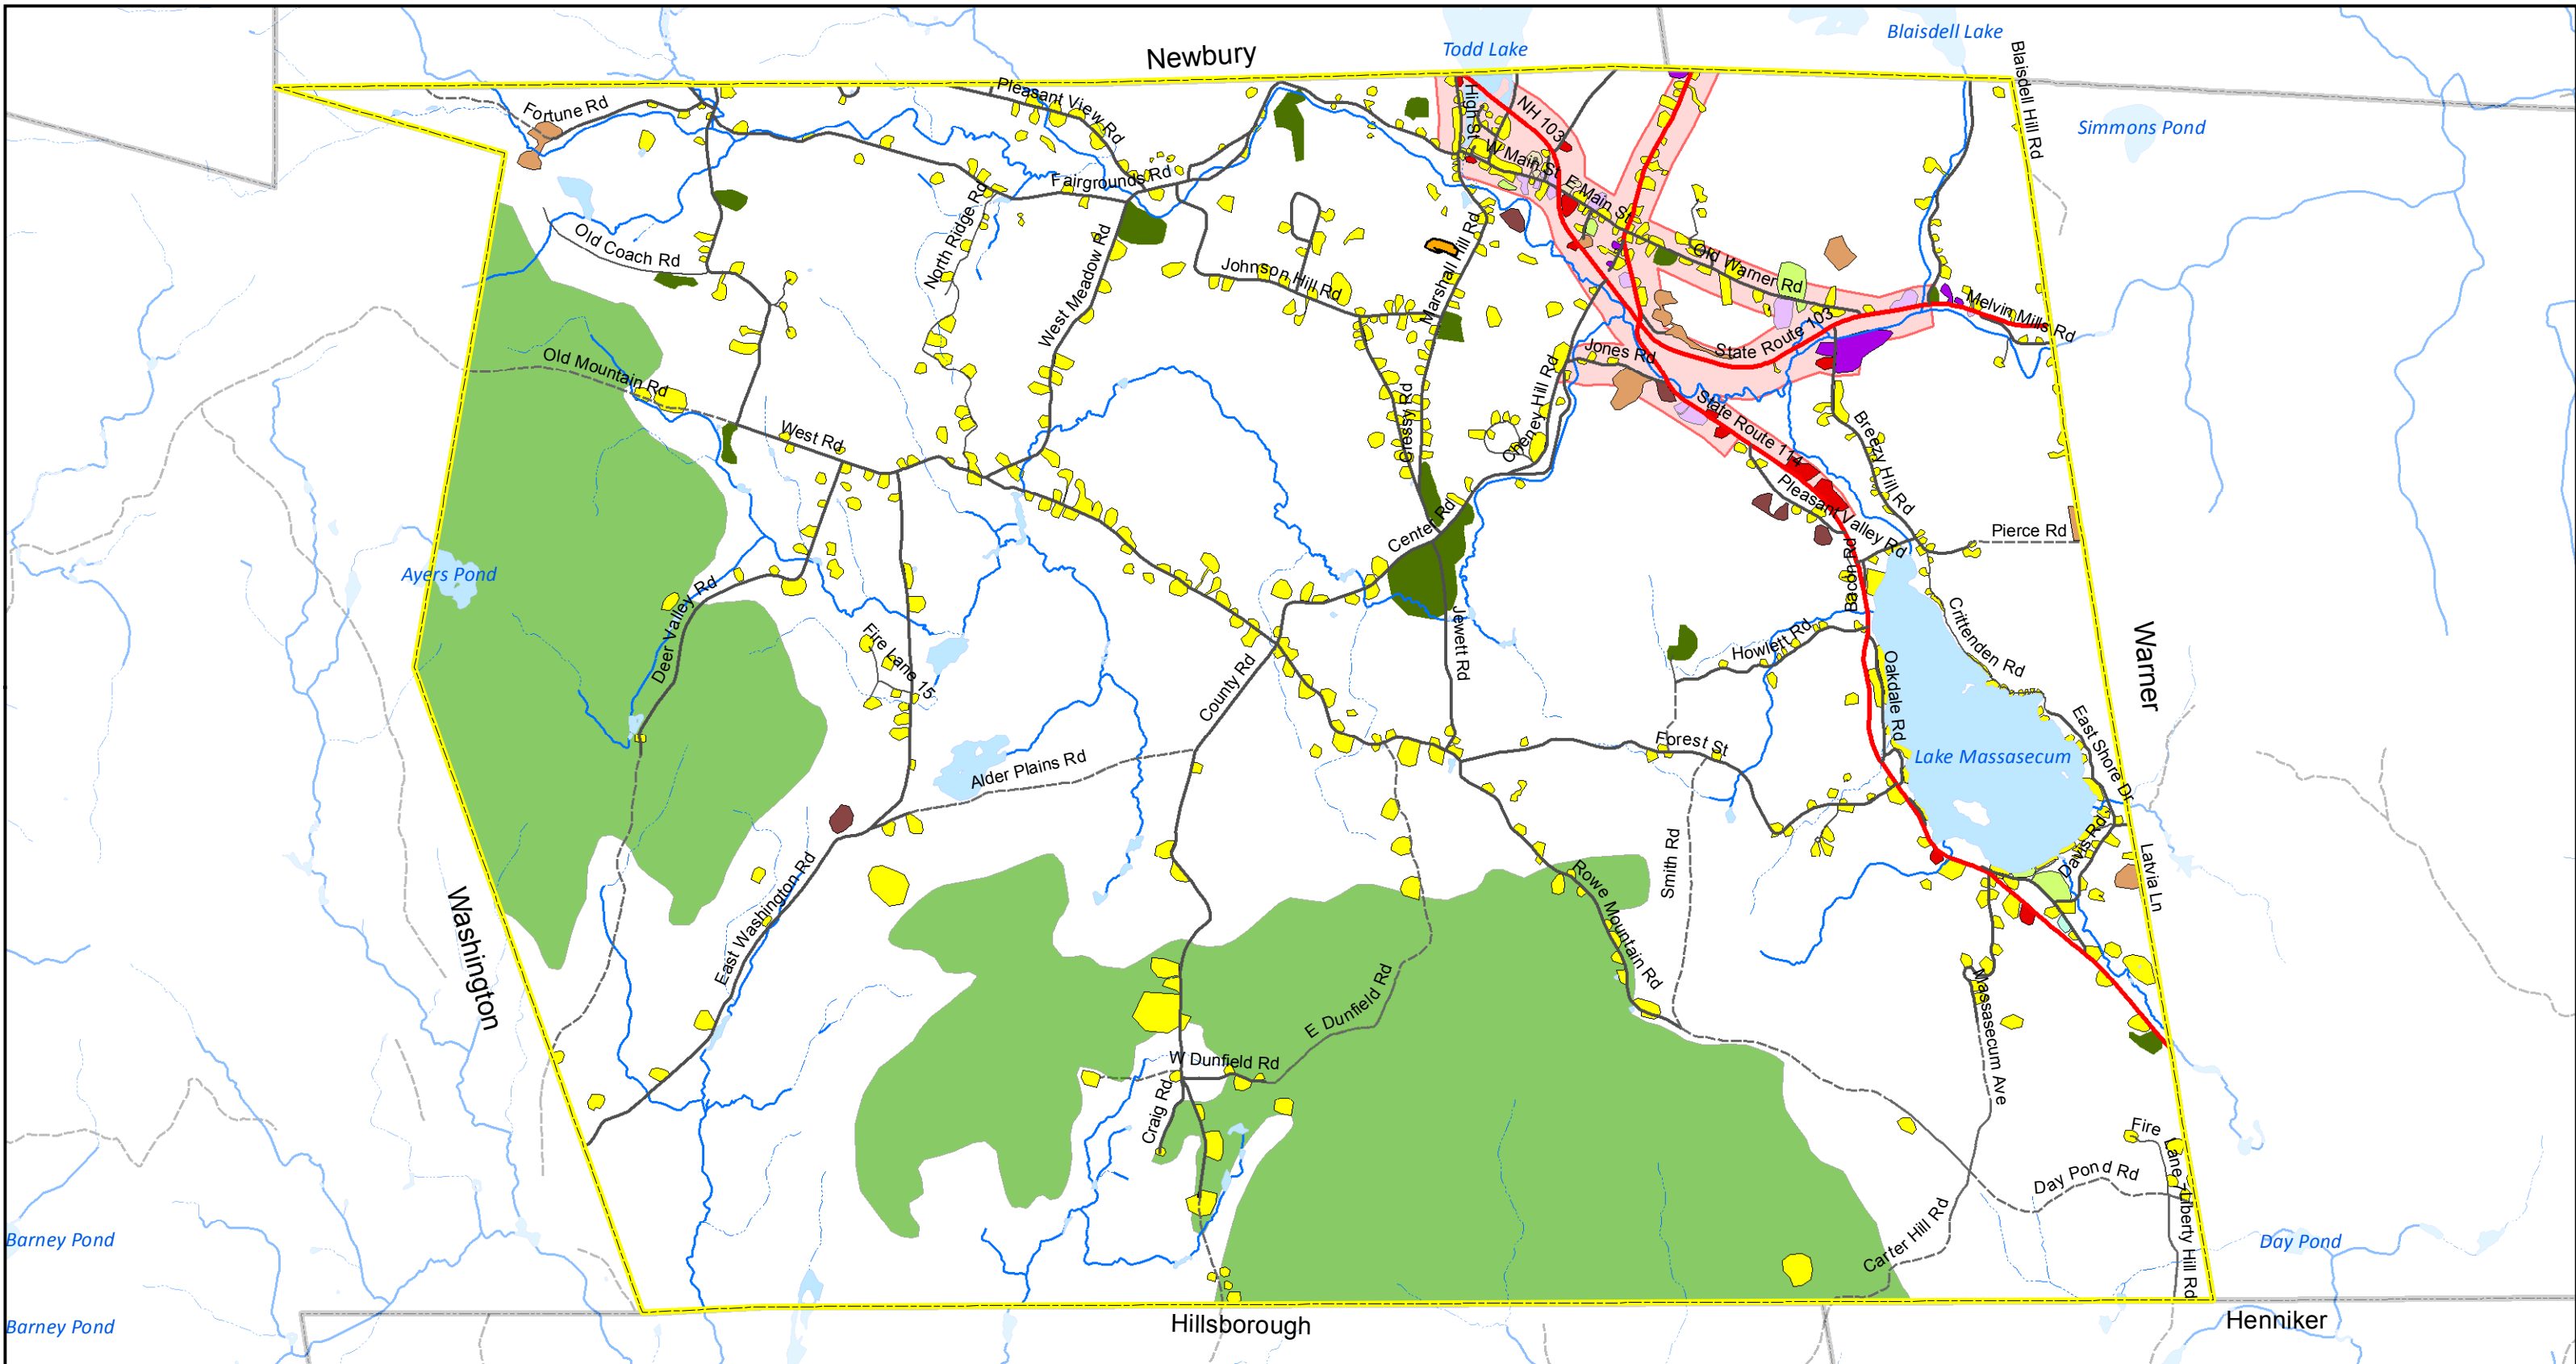 Newbury
Todd Lake
Blaisdell Lake
Blaisdell Hill Rd
Simmons Pond
Fortune Rd
Pleasant View Rd
High St
NH 103
W Main St
E Main St
Fairgrounds Rd
North Ridge Rd
Old Coach Rd
West Meadow Rd
Johnson Hill Rd
Marshall Hill Rd
Old Warner Rd
Melvin Mills Rd
State Route 103
Jones Rd
Old Mountain Rd
West Rd
Cressy Rd
Cheney Hill Rd
State Route 114
Breezy Hill Rd
Pleasant Valley Rd
Pierce Rd
Center Rd
Ayers Pond
Deer Valley Rd
Bacon Rd
Crittenden Rd
Fire Lane 15
Jewett Rd
Howlett Rd
Warner
County Rd
Oakdale Rd
East Shore Dr
Forest St
Lake Massasecum
Alder Plains Rd
Smith Rd
Davis Rd
Latvia Ln
East Washington Rd
Rowe Mountain Rd
Washington
E Dunfield Rd
Massasecum Ave
W Dunfield Rd
Craig Rd
Fire Lane 7
Day Pond Rd
Liberty Hill Rd
Carter Hill Rd
Barney Pond
Day Pond
Barney Pond
Hillsborough
Henniker